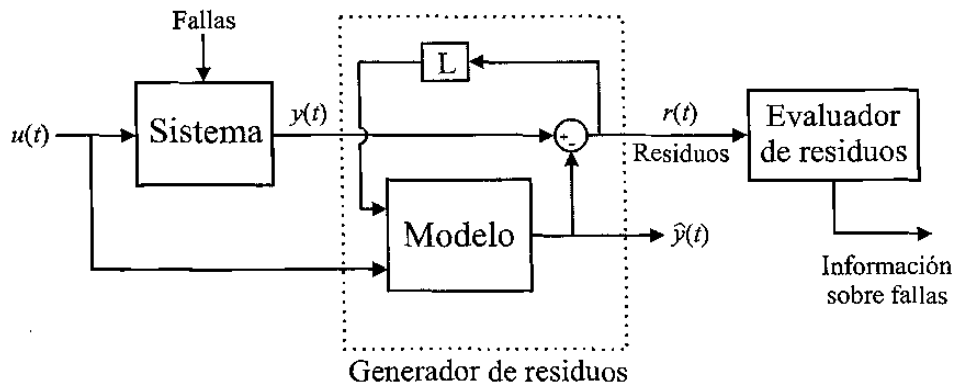 Fallas
L
u(t)
Sistema
y(t)
+
-
r(t)
Residuos
Evaluador
de residuos
Modelo
ŷ(t)
Información
sobre fallas
Generador de residuos